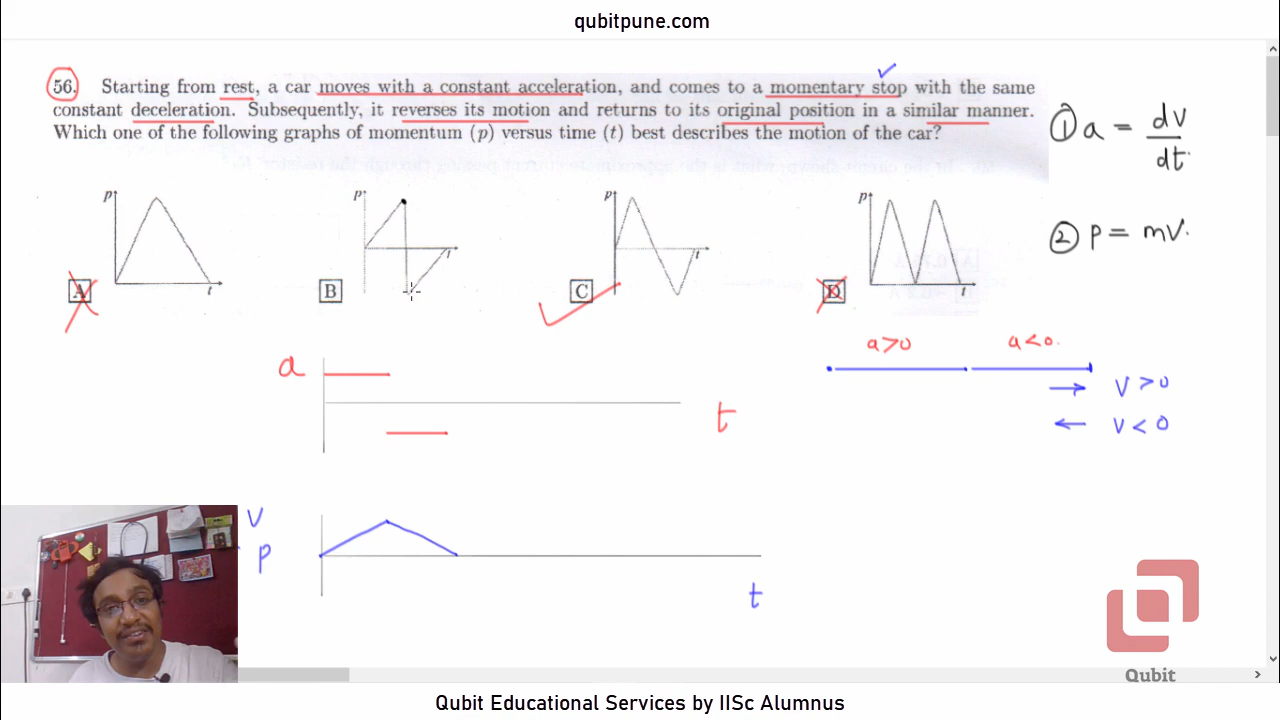 qubitpune.com
56. Starting from rest, a car moves with a constant acceleration, and comes to a momentary stop with the same
constant deceleration. Subsequently, it reverses its motion and returns to its original position in a similar manner.
Which one of the following graphs of momentum (p) versus time (t) best describes the motion of the car?
① a = dv
dt
② p = mv.
p p p p
t t t t
A B C D
a
t
a>0 a<0.
v>0
v<0
v
p
t
Qubit
Qubit Educational Services by IISc Alumnus